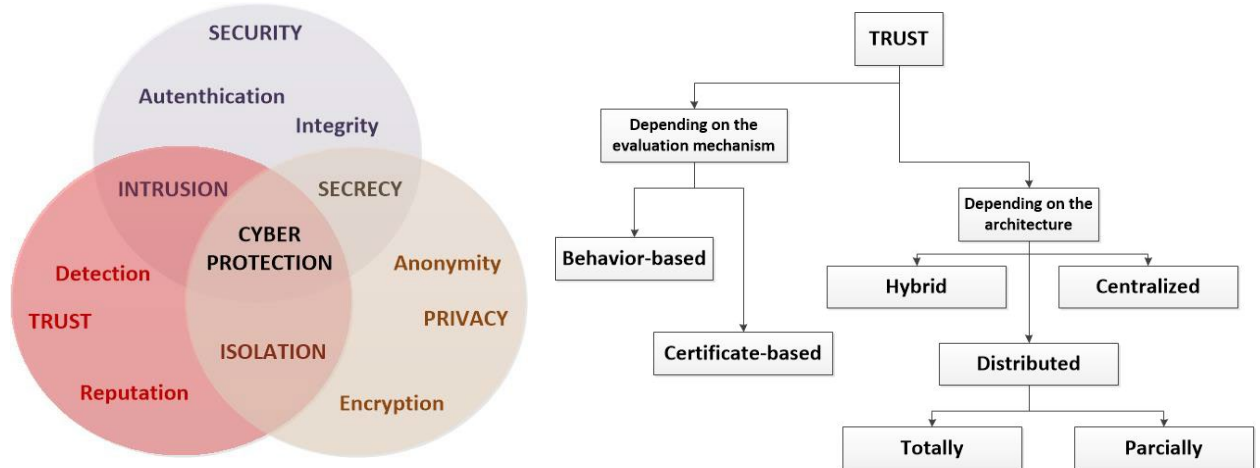 SECURITY
Autenthication
Integrity
INTRUSION
SECRECY
CYBER
PROTECTION
Detection
Anonymity
TRUST
PRIVACY
ISOLATION
Reputation
Encryption
TRUST
Depending on the
evaluation mechanism
Behavior-based
Certificate-based
Depending on the
architecture
Hybrid
Centralized
Distributed
Totally
Parcially